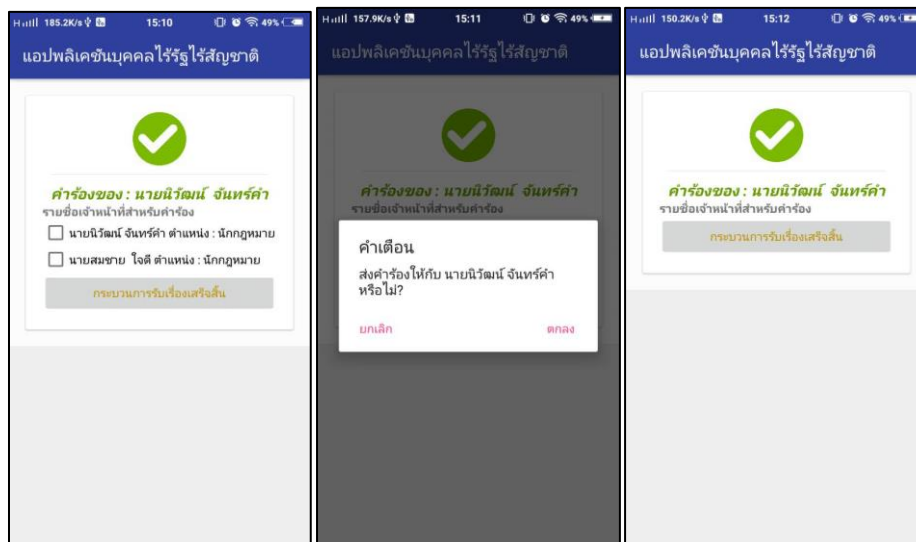 H 185.2K/s 15:10 49%
แอปพลิเคชันบุคคลไร้รัฐไร้สัญชาติ
คำร้องของ : นายนิวัฒน์ จันทร์คำ
รายชื่อเจ้าหน้าที่สำหรับคำร้อง
นายนิวัฒน์ จันทร์คำ ตำแหน่ง : นักกฎหมาย
นายสมชาย ใจดี ตำแหน่ง : นักกฎหมาย
กระบวนการรับเรื่องเสร็จสิ้น
H 157.9K/s 15:11 49%
แอปพลิเคชันบุคคลไร้รัฐไร้สัญชาติ
คำร้องของ : นายนิวัฒน์ จันทร์คำ
รายชื่อเจ้าหน้าที่สำหรับคำร้อง
คำเตือน
ส่งคำร้องให้กับ นายนิวัฒน์ จันทร์คำ
หรือไม่?
ยกเลิก ตกลง
H 150.2K/s 15:12 49%
แอปพลิเคชันบุคคลไร้รัฐไร้สัญชาติ
คำร้องของ : นายนิวัฒน์ จันทร์คำ
รายชื่อเจ้าหน้าที่สำหรับคำร้อง
กระบวนการรับเรื่องเสร็จสิ้น